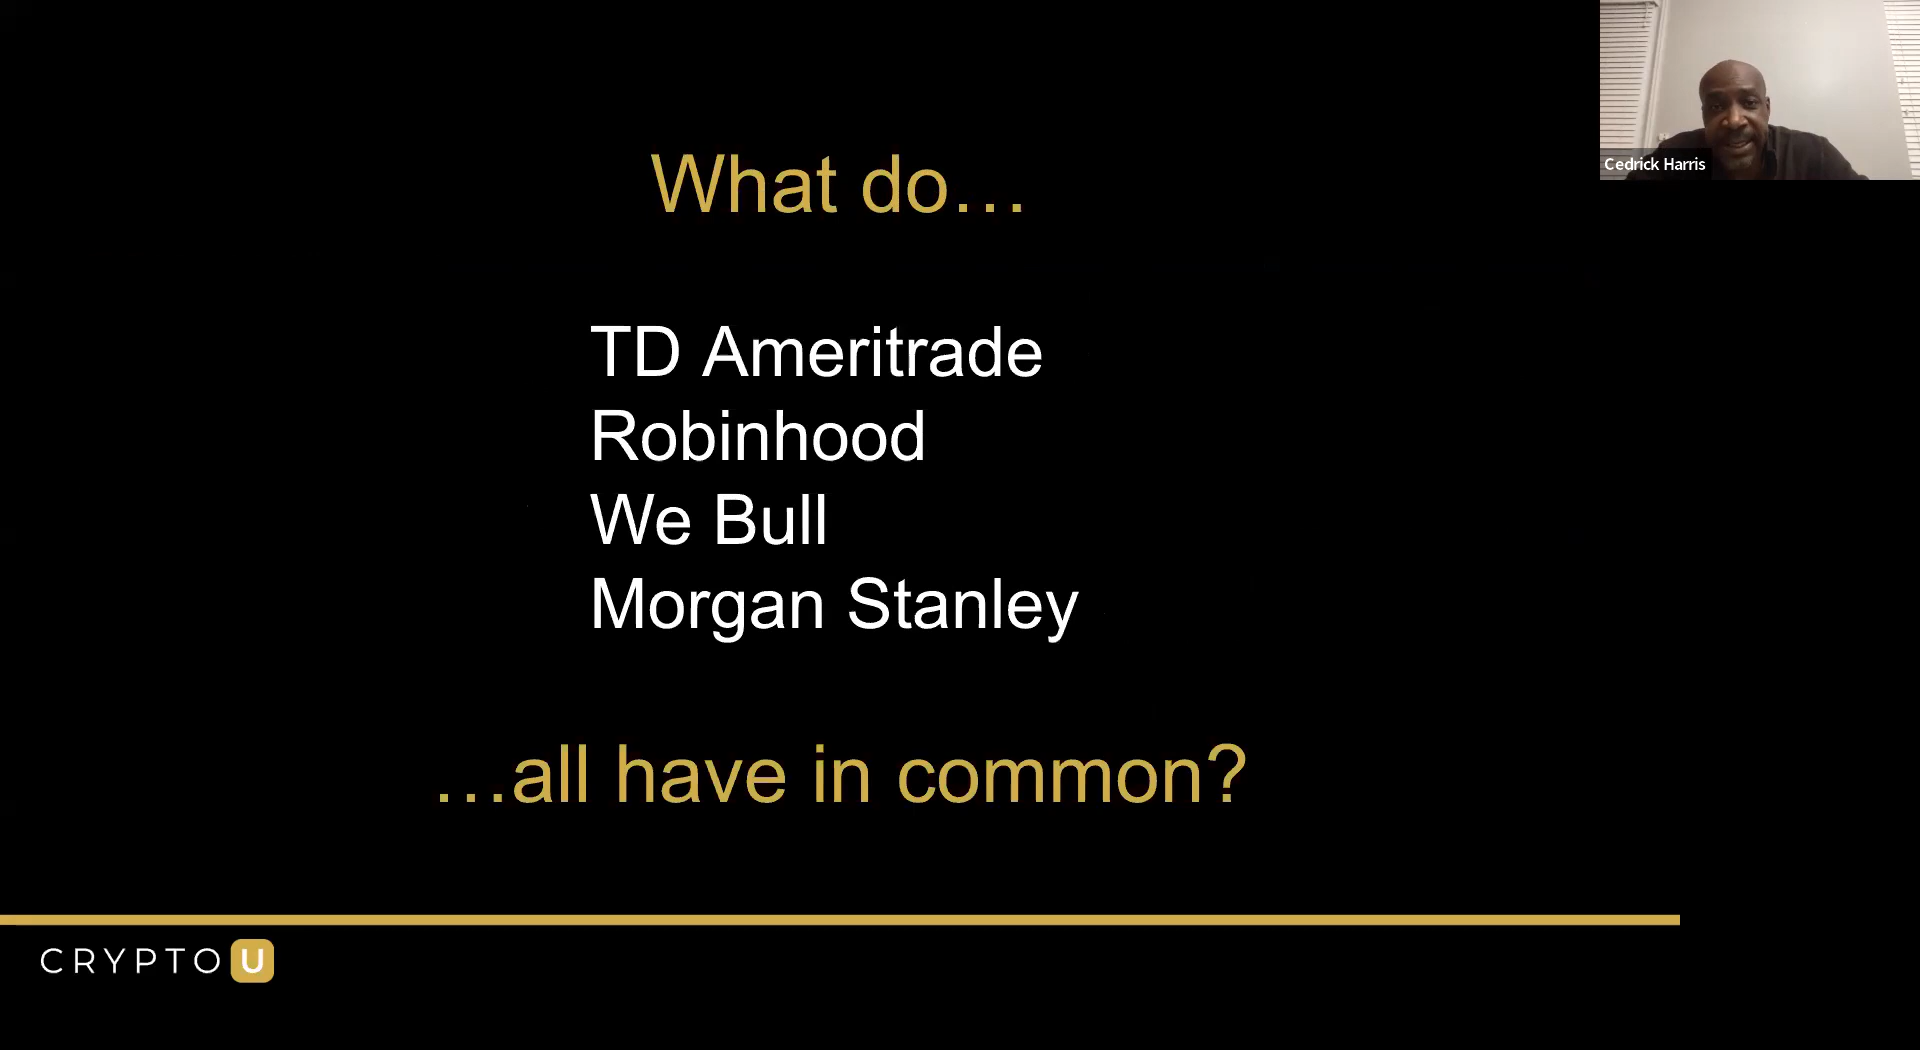 What do…
TD Ameritrade
Robinhood
We Bull
Morgan Stanley
…all have in common?
CRYPTO U
Cedrick Harris